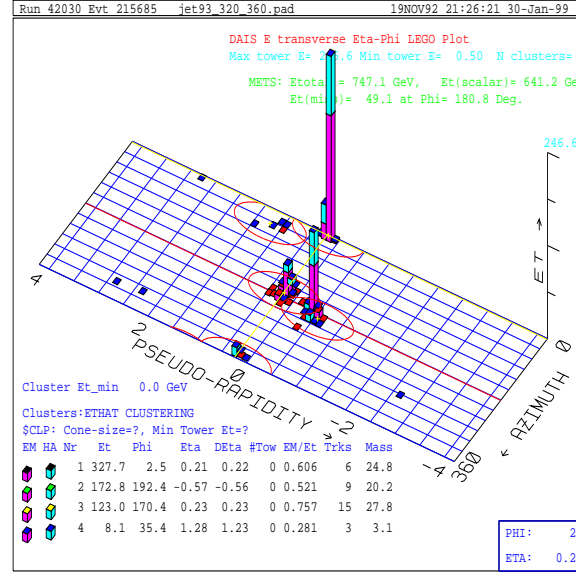 Run 42030 Evt 215685 jet93_320_360.pad 19NOV92 21:26:21 30-Jan-99
DAIS E transverse Eta-Phi LEGO Plot
Max tower E= .6 Min tower E= 0.50 N clusters=
METS: Etota = 747.1 GeV, Et(scalar)= 641.2 Ge
Et(mi )= 49.1 at Phi= 180.8 Deg.
246.6
ET →
4
2
0
-2
-4
PSEUDO-RAPIDITY →
0
← AZIMUTH
360
Cluster Et_min 0.0 GeV
Clusters:ETHAT CLUSTERING
$CLP: Cone-size=?, Min Tower Et=?
EM HA Nr Et Phi Eta DEta #Tow EM/Et Trks Mass
1 327.7 2.5 0.21 0.22 0 0.606 6 24.8
2 172.8 192.4 -0.57 -0.56 0 0.521 9 20.2
3 123.0 170.4 0.23 0.23 0 0.757 15 27.8
4 8.1 35.4 1.28 1.23 0 0.281 3 3.1
PHI: 2
ETA: 0.2